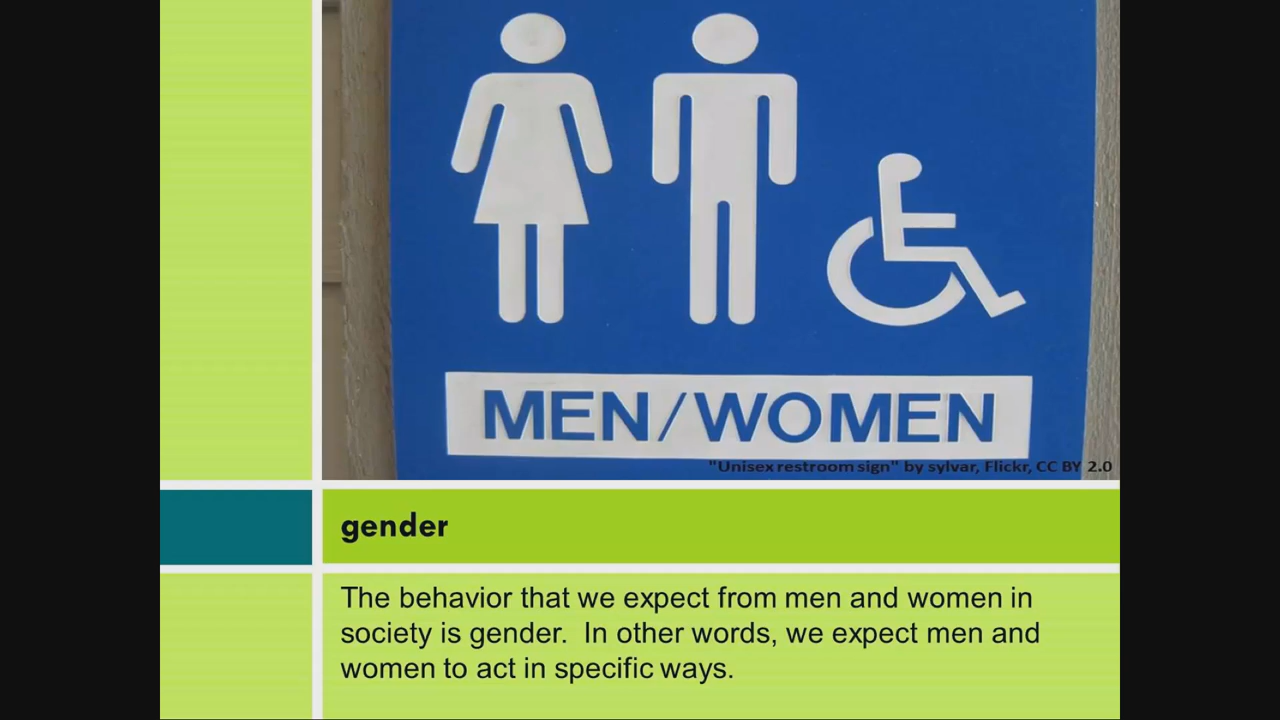 MEN/WOMEN
"Unisex restroom sign" by sylvar, Flickr, CC BY 2.0
gender
The behavior that we expect from men and women in
society is gender.  In other words, we expect men and
women to act in specific ways.